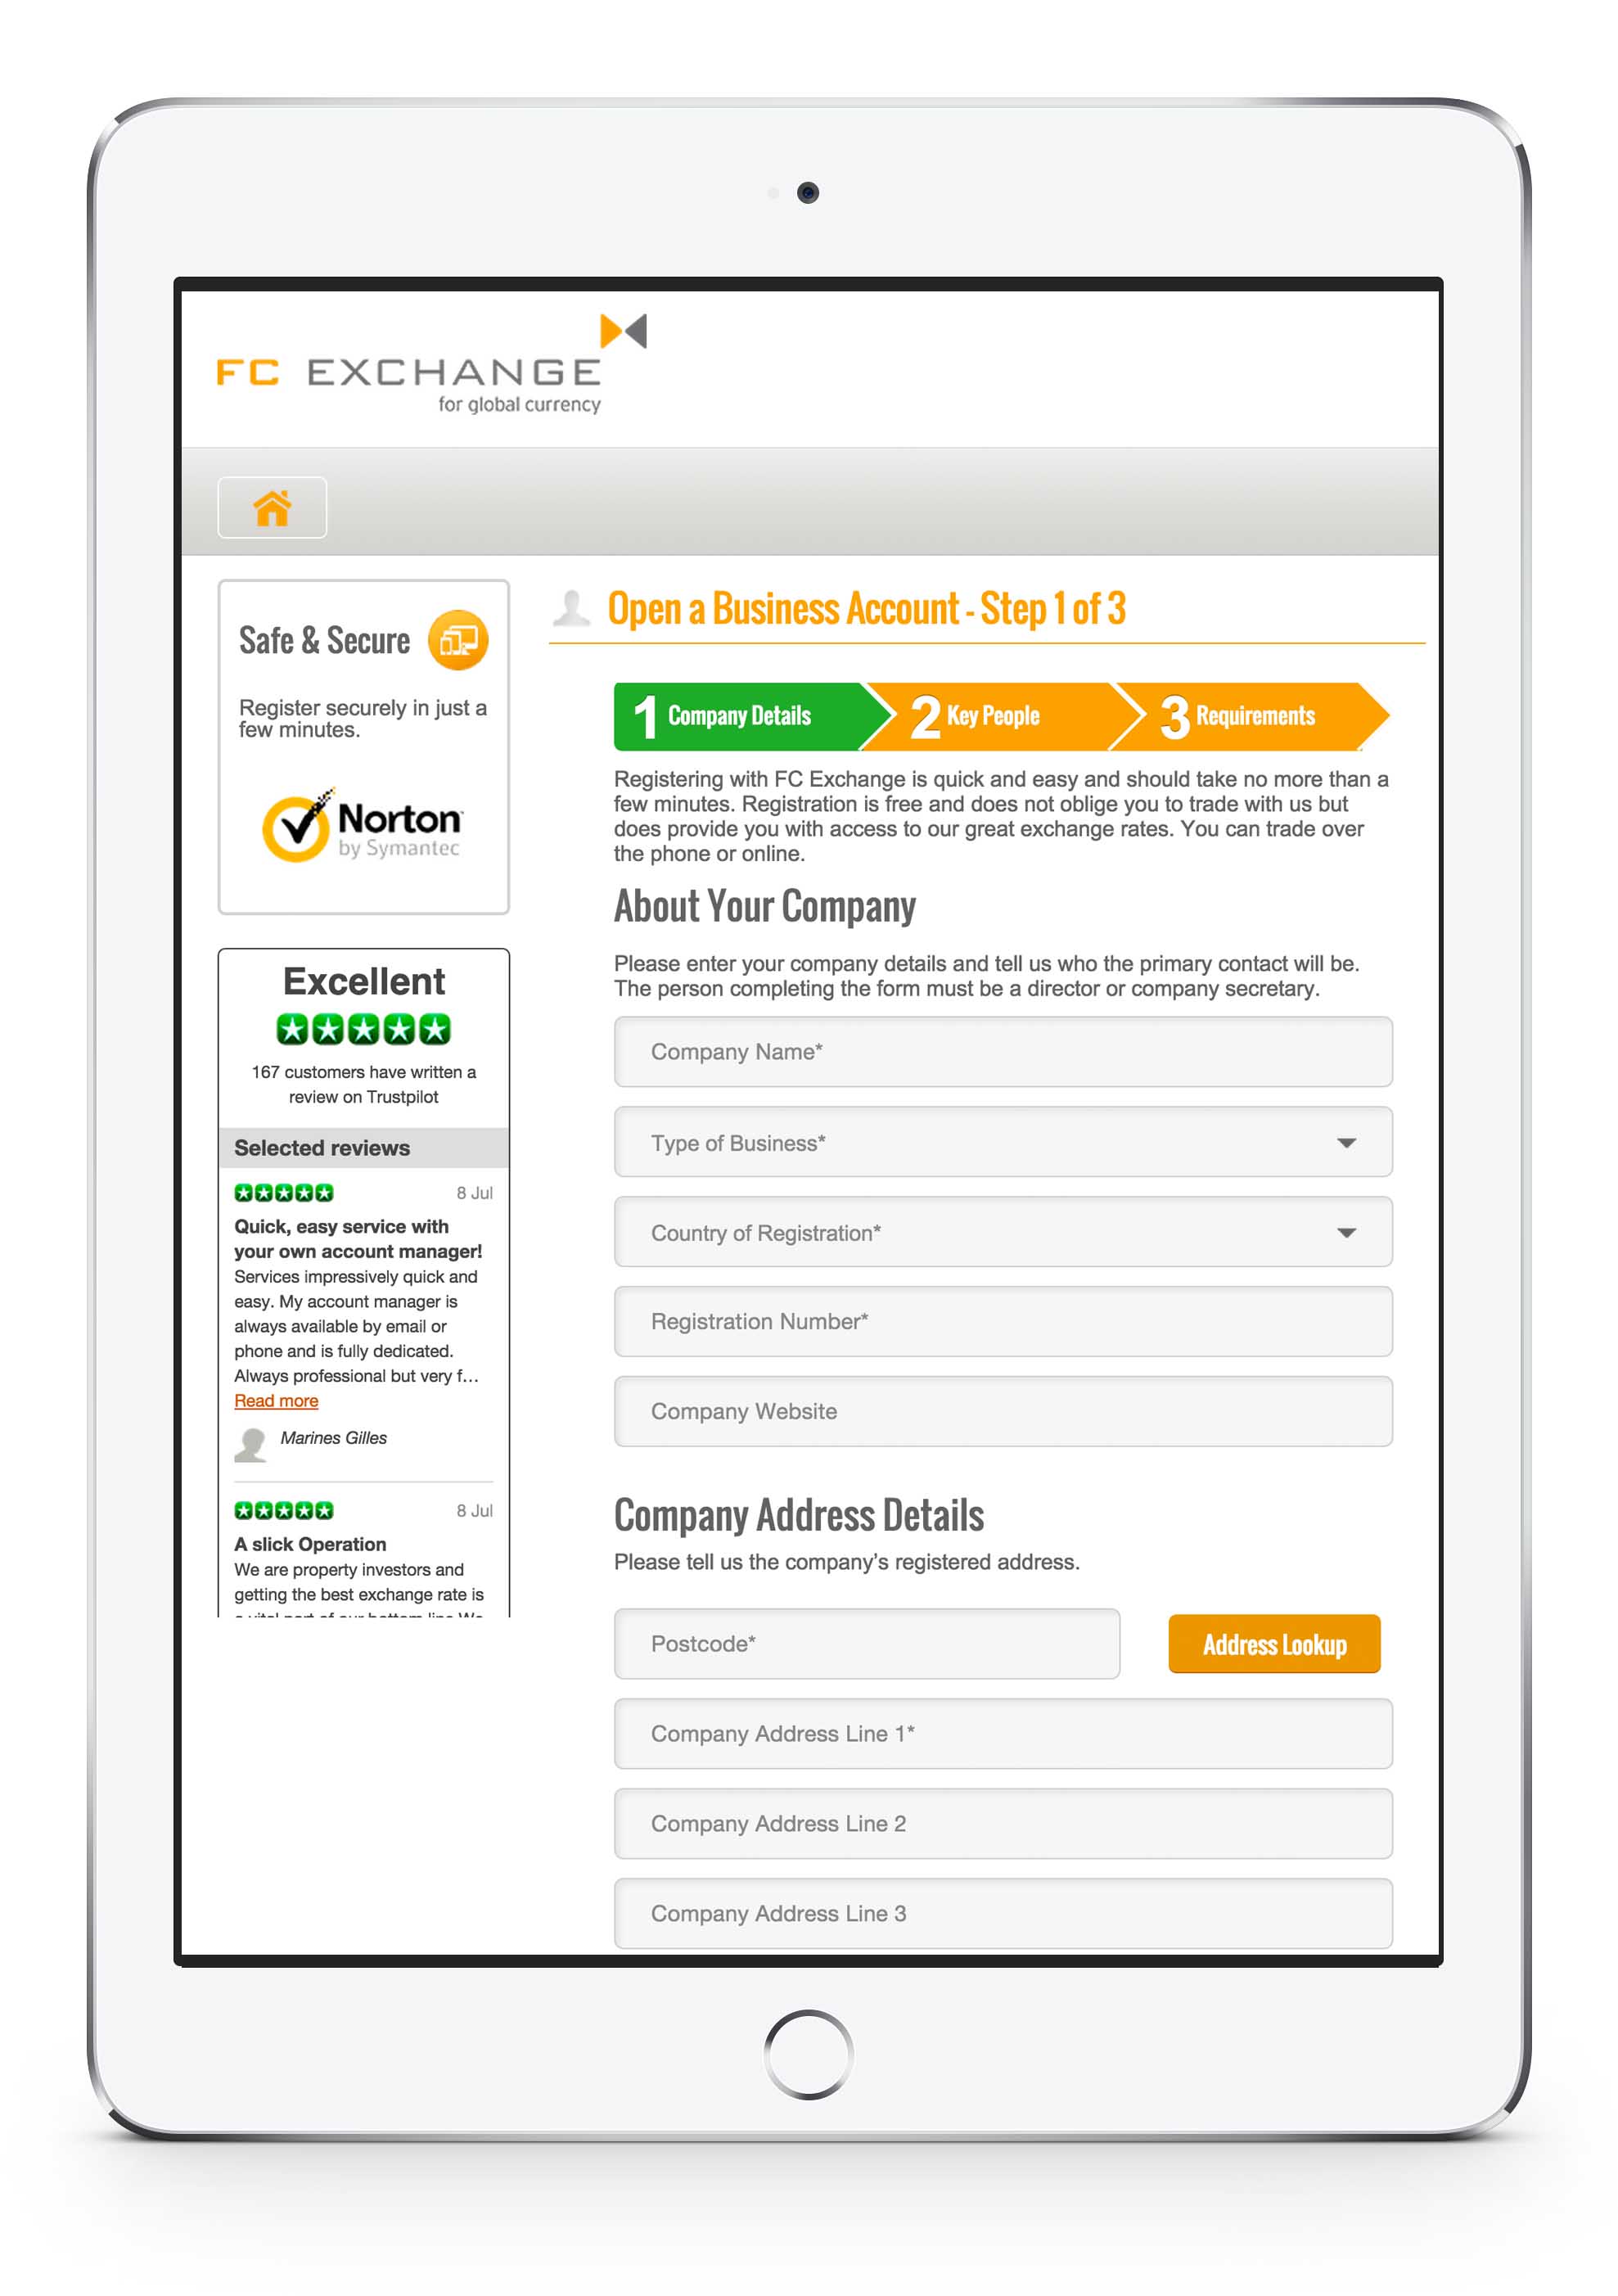 FC EXCHANGE
for global currency
Safe & Secure
Register securely in just a
few minutes.
Norton
by Symantec
Excellent
167 customers have written a
review on Trustpilot
Selected reviews
8 Jul
Quick, easy service with
your own account manager!
Services impressively quick and
easy. My account manager is
always available by email or
phone and is fully dedicated.
Always professional but very f...
Read more
Marines Gilles
8 Jul
A slick Operation
We are property investors and
getting the best exchange rate is
Open a Business Account - Step 1 of 3
1 Company Details 2 Key People 3 Requirements
Registering with FC Exchange is quick and easy and should take no more than a
few minutes. Registration is free and does not oblige you to trade with us but
does provide you with access to our great exchange rates. You can trade over
the phone or online.
About Your Company
Please enter your company details and tell us who the primary contact will be.
The person completing the form must be a director or company secretary.
Company Name*
Type of Business*
Country of Registration*
Registration Number*
Company Website
Company Address Details
Please tell us the company's registered address.
Postcode*
Address Lookup
Company Address Line 1*
Company Address Line 2
Company Address Line 3